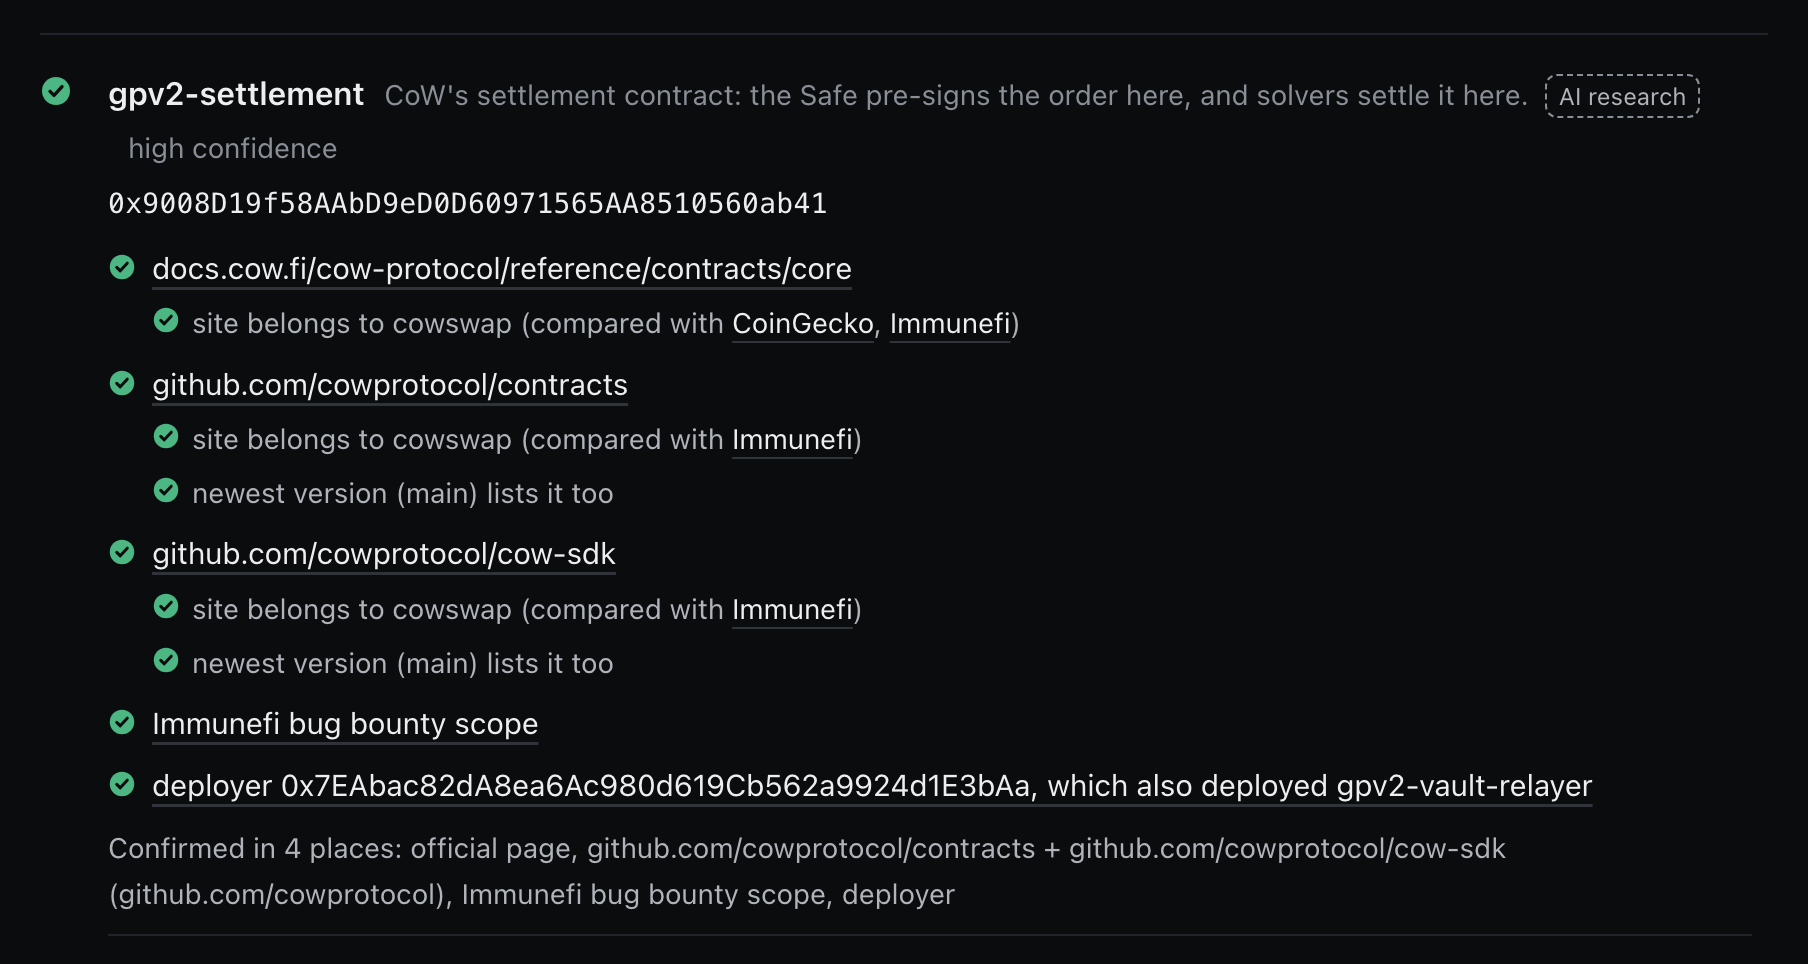 gpv2-settlement CoW's settlement contract: the Safe pre-signs the order here, and solvers settle it here. AI research
high confidence
0x9008D19f58AAbD9eD0D60971565AA8510560ab41
docs.cow.fi/cow-protocol/reference/contracts/core
site belongs to cowswap (compared with CoinGecko, Immunefi)
github.com/cowprotocol/contracts
site belongs to cowswap (compared with Immunefi)
newest version (main) lists it too
github.com/cowprotocol/cow-sdk
site belongs to cowswap (compared with Immunefi)
newest version (main) lists it too
Immunefi bug bounty scope
deployer 0x7EAbac82dA8ea6Ac980d619Cb562a9924d1E3bAa, which also deployed gpv2-vault-relayer
Confirmed in 4 places: official page, github.com/cowprotocol/contracts + github.com/cowprotocol/cow-sdk
(github.com/cowprotocol), Immunefi bug bounty scope, deployer